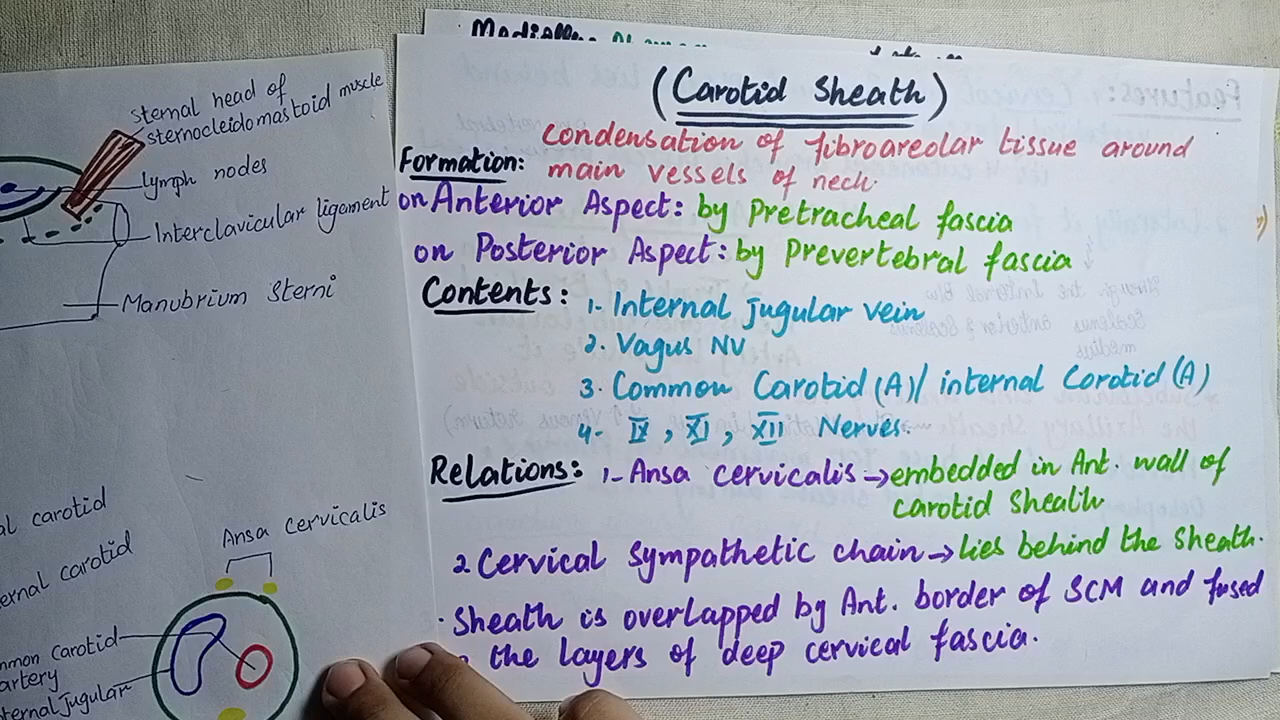 sternal head of
sternocleidomastoid muscle
lymph nodes
Interclavicular ligament
Manubrium Sterni
al carotid
ernal carotid
Ansa Cervicalis
mmon carotid
artery
ternal jugular
(Carotid Sheath)
Formation: Condensation of fibroareolar tissue around
main vessels of neck.
on Anterior Aspect: by Pretracheal fascia
on Posterior Aspect: by Prevertebral fascia
Contents: 1. Internal jugular vein
2. Vagus NV
3. Common Carotid (A)/ internal Corotid (A)
4- IX, XI, XII Nerves.
Relations: 1- Ansa cervicalis → embedded in Ant. wall of
carotid Sheath
2. Cervical Sympathetic chain → lies behind the sheath.
· Sheath is overlapped by Ant. border of SCM and fused
the layers of deep cervical fascia.